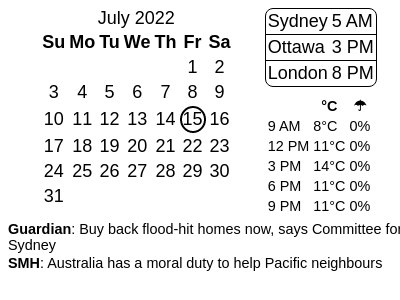 July 2022
Su Mo Tu We Th Fr Sa
1 2
3 4 5 6 7 8 9
10 11 12 13 14 15 16
17 18 19 20 21 22 23
24 25 26 27 28 29 30
31
Sydney 5 AM
Ottawa 3 PM
London 8 PM
°C ☂
9 AM 8°C 0%
12 PM 11°C 0%
3 PM 14°C 0%
6 PM 11°C 0%
9 PM 11°C 0%
Guardian: Buy back flood-hit homes now, says Committee for
Sydney
SMH: Australia has a moral duty to help Pacific neighbours